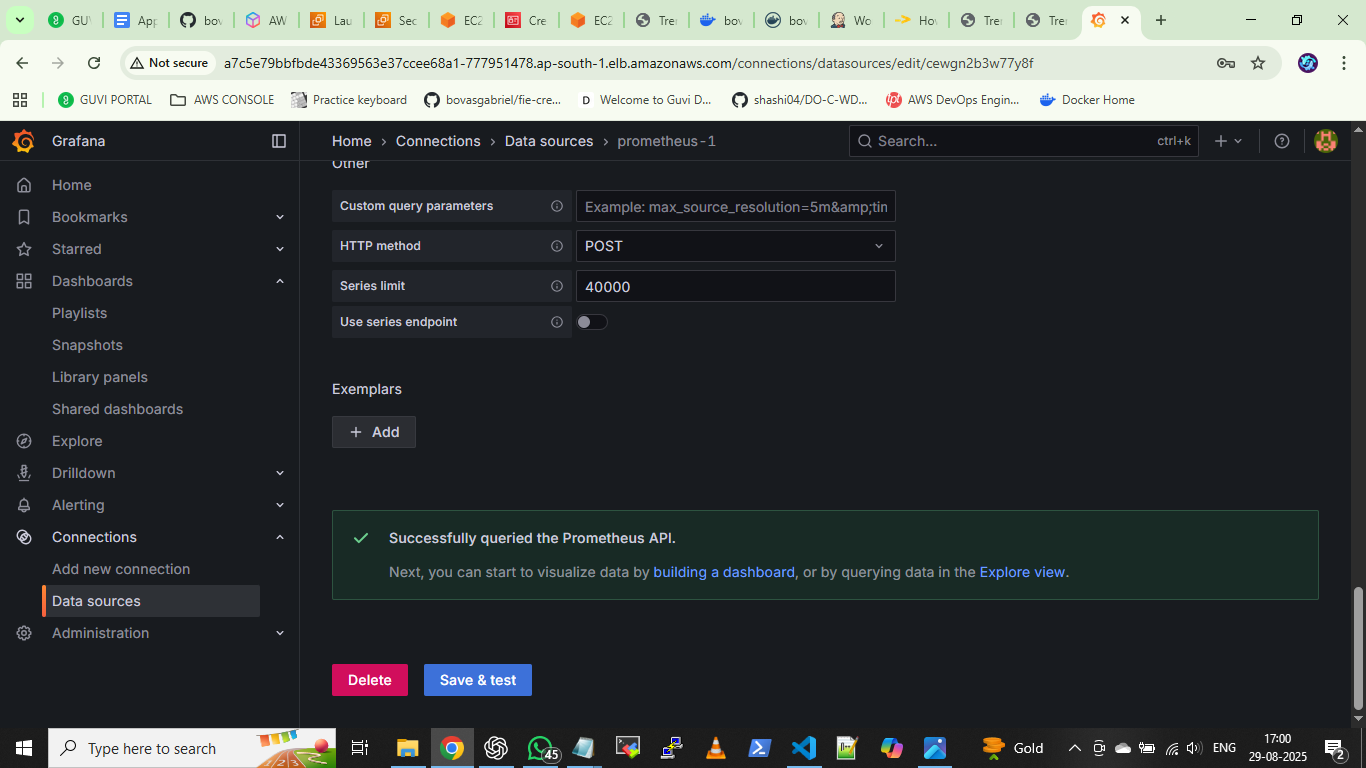 GUV
App
bov
AW
Lau
Sec
EC2
Cre
EC2
Tre
bov
bov
Wo
Hov
Tre
Tre
Not secure
a7c5e79bbfbde43369563e37ccee68a1-777951478.ap-south-1.elb.amazonaws.com/connections/datasources/edit/cewgn2b3w77y8f
GUVI PORTAL
AWS CONSOLE
Practice keyboard
bovasgabriel/fie-cre...
Welcome to Guvi D...
shashi04/DO-C-WD...
AWS DevOps Engin...
Docker Home
Grafana
Home › Connections › Data sources › prometheus-1
Search...
ctrl+k
Home
Bookmarks
Starred
Dashboards
Playlists
Snapshots
Library panels
Shared dashboards
Explore
Drilldown
Alerting
Connections
Add new connection
Data sources
Administration
Other
Custom query parameters
Example: max_source_resolution=5m&amp;tin
HTTP method
POST
Series limit
40000
Use series endpoint
Exemplars
+ Add
Successfully queried the Prometheus API.
Next, you can start to visualize data by building a dashboard, or by querying data in the Explore view.
Delete
Save & test
Type here to search
45
Gold
ENG
17:00
29-08-2025
2